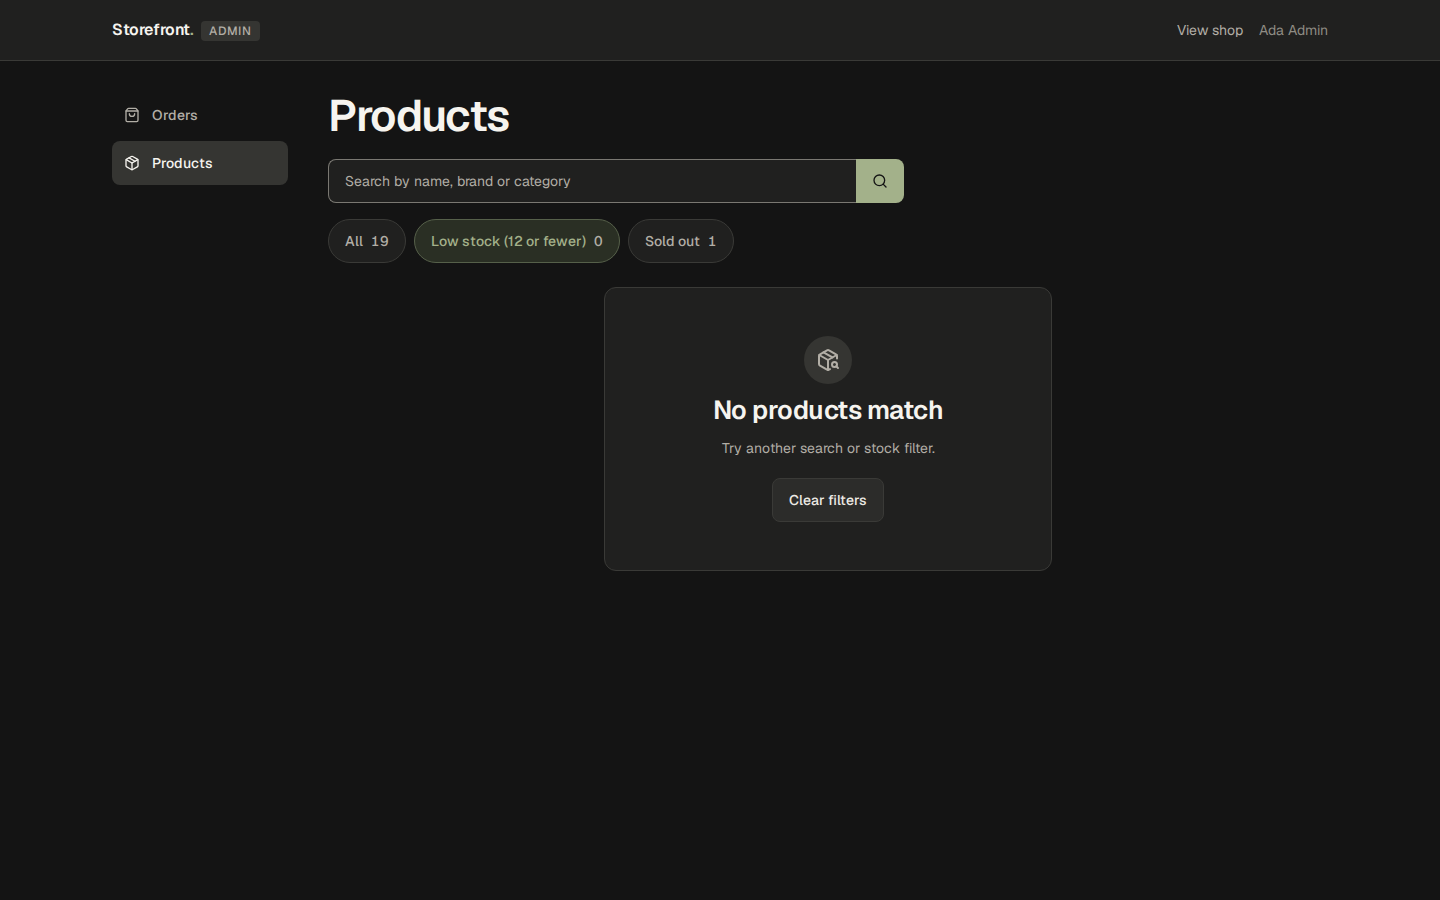 Storefront. ADMIN
View shop Ada Admin
Orders
Products
Products
Search by name, brand or category
All 19 Low stock (12 or fewer) 0 Sold out 1
No products match
Try another search or stock filter.
Clear filters